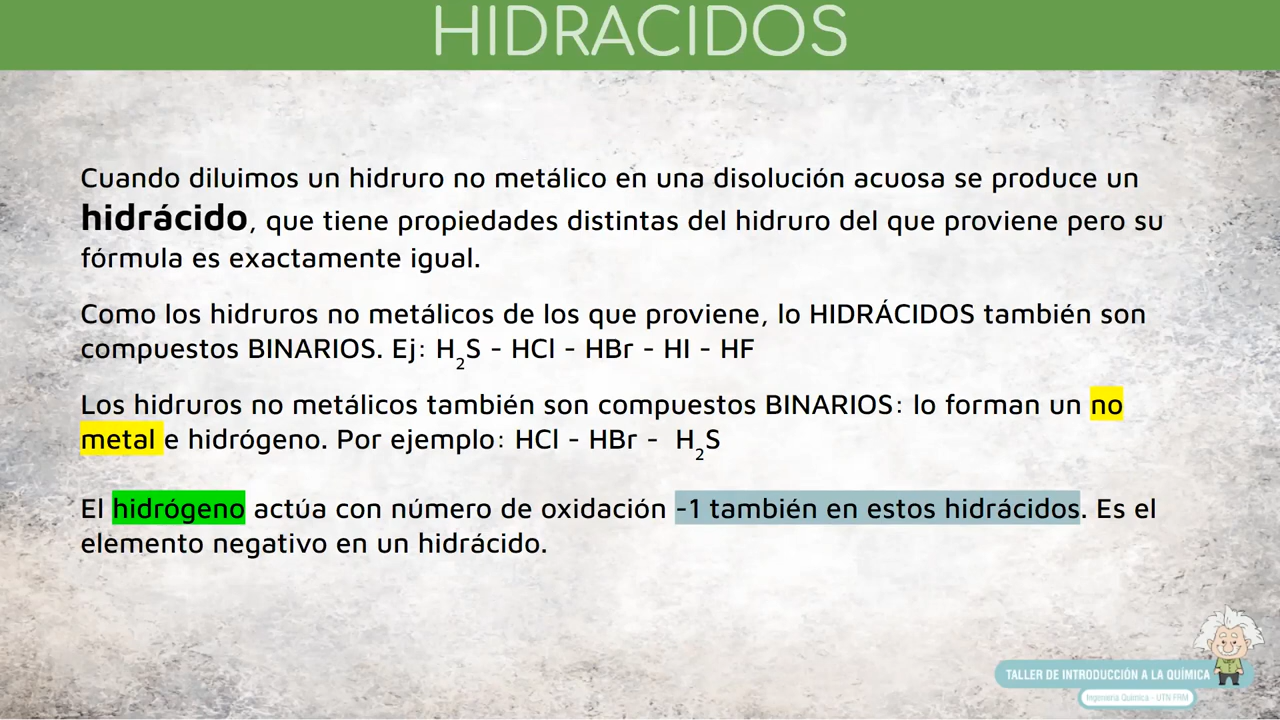 HIDRACIDOS
Cuando diluimos un hidruro no metálico en una disolución acuosa se produce un
hidrácido, que tiene propiedades distintas del hidruro del que proviene pero su
fórmula es exactamente igual.
Como los hidruros no metálicos de los que proviene, lo HIDRÁCIDOS también son
compuestos BINARIOS. Ej: H₂S - HCl - HBr - HI - HF
Los hidruros no metálicos también son compuestos BINARIOS: lo forman un no
metal e hidrógeno. Por ejemplo: HCl - HBr - H₂S
El hidrógeno actúa con número de oxidación -1 también en estos hidrácidos. Es el
elemento negativo en un hidrácido.
TALLER DE INTRODUCCIÓN A LA QUÍMICA
Ingeniería Química - UTN FRM